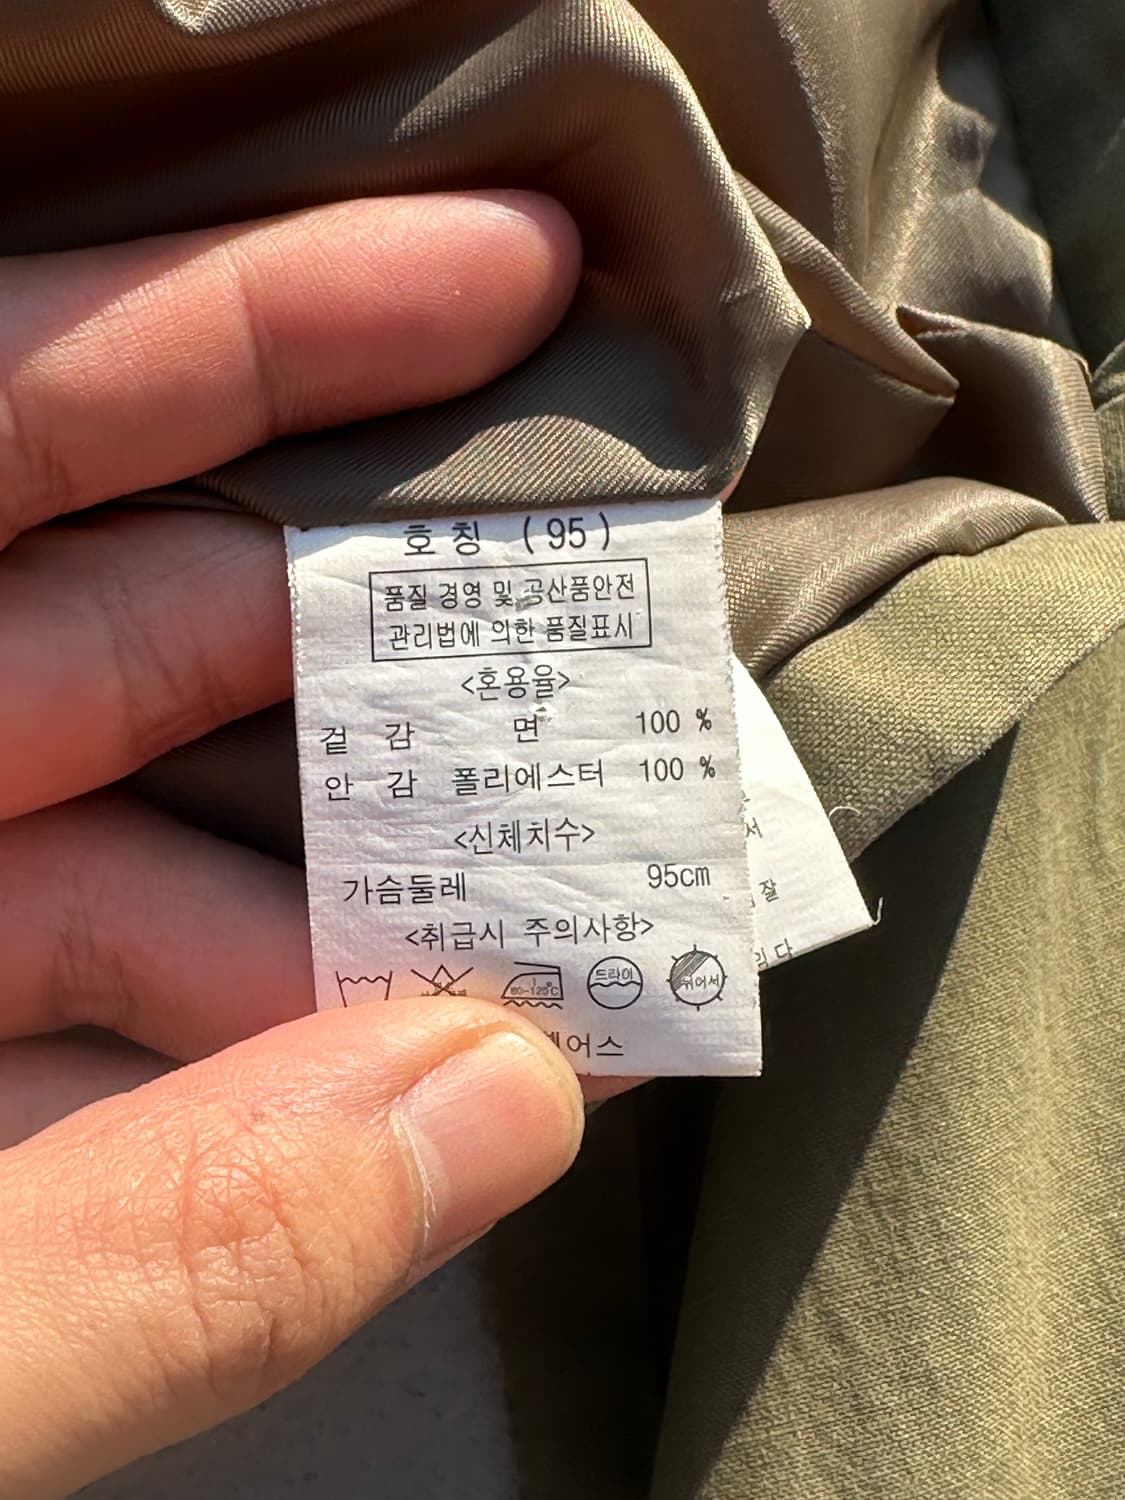 호 칭 (95)
품질 경영 및 공산품안전
관리법에 의한 품질표시
<혼용율>
겉 감 면 100 %
안 감 폴리에스터 100 %
<신체치수>
가슴둘레 95cm
<취급시 주의사항>
80-120℃
드라이
뉘어서